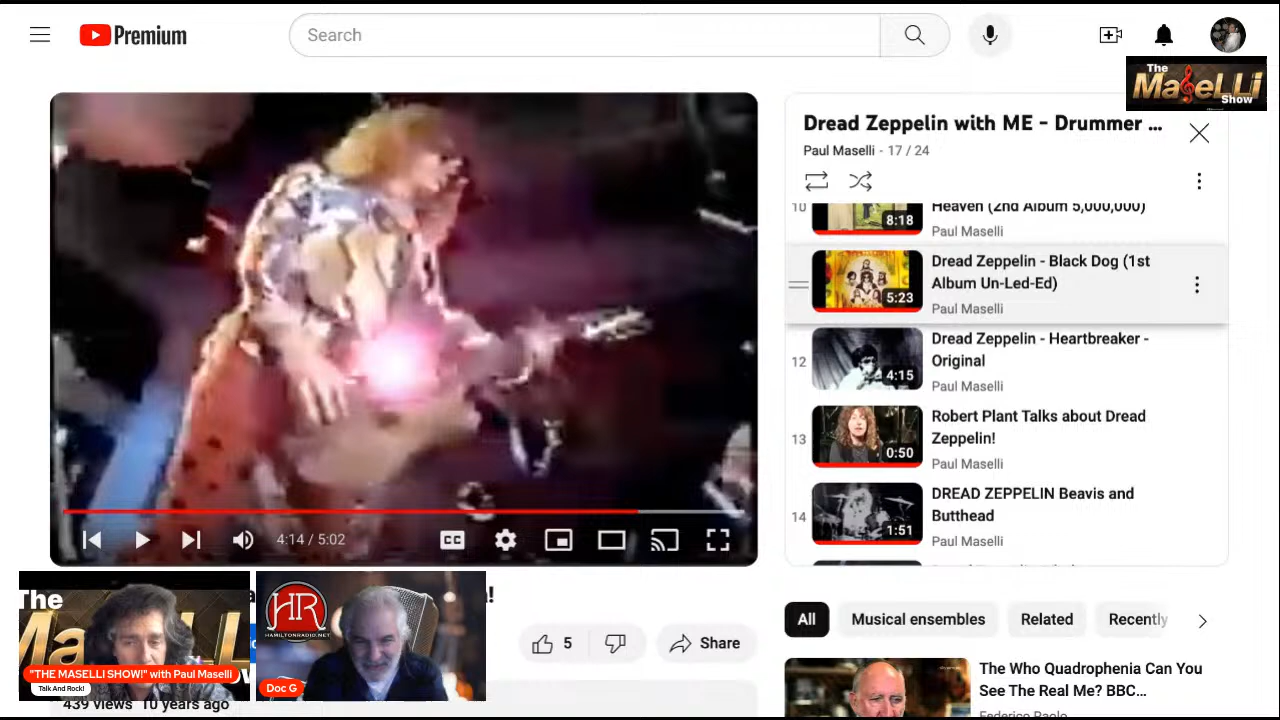 Premium
Search
The
MaSeLLi
Show
Dread Zeppelin with ME - Drummer ...
Paul Maselli - 17 / 24
10
Heaven (2nd Album 5,000,000)
8:18
Paul Maselli
Dread Zeppelin - Black Dog (1st
Album Un-Led-Ed)
5:23
Paul Maselli
12
Dread Zeppelin - Heartbreaker -
Original
4:15
Paul Maselli
13
Robert Plant Talks about Dread
Zeppelin!
0:50
Paul Maselli
14
DREAD ZEPPELIN Beavis and
Butthead
1:51
Paul Maselli
4:14 / 5:02
CC
The
"THE MASELLI SHOW!" with Paul Maselli
Talk And Rock!
HR
HAMILTONRADIO.NET
Doc G
5
Share
439 views 10 years ago
All
Musical ensembles
Related
Recently
The Who Quadrophenia Can You
See The Real Me? BBC...
Federico Paolo